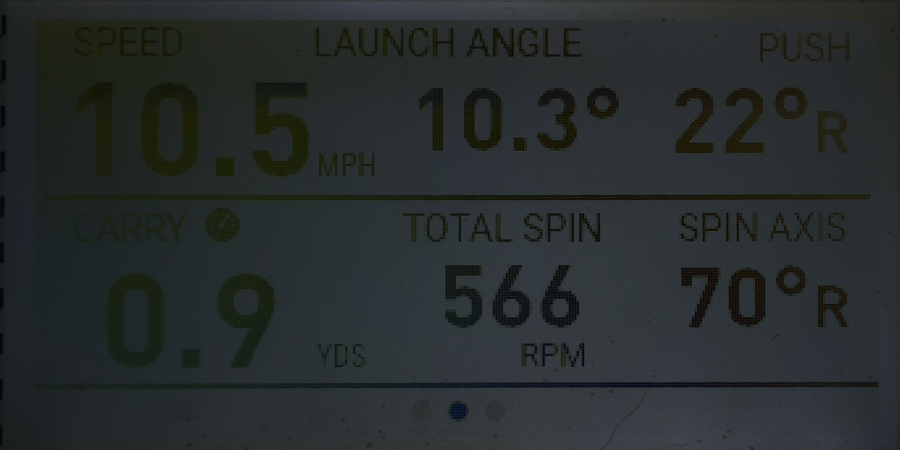 SPEED LAUNCH ANGLE PUSH
10.5 MPH 10.3° 22° R
CARRY TOTAL SPIN SPIN AXIS
0.9 YDS 566 RPM 70° R